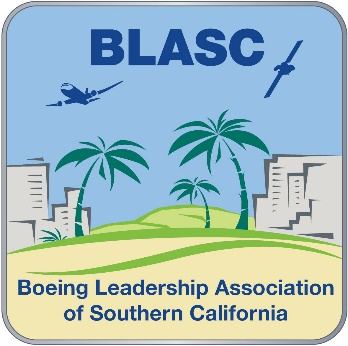 BLASC
Boeing Leadership Association
of Southern California